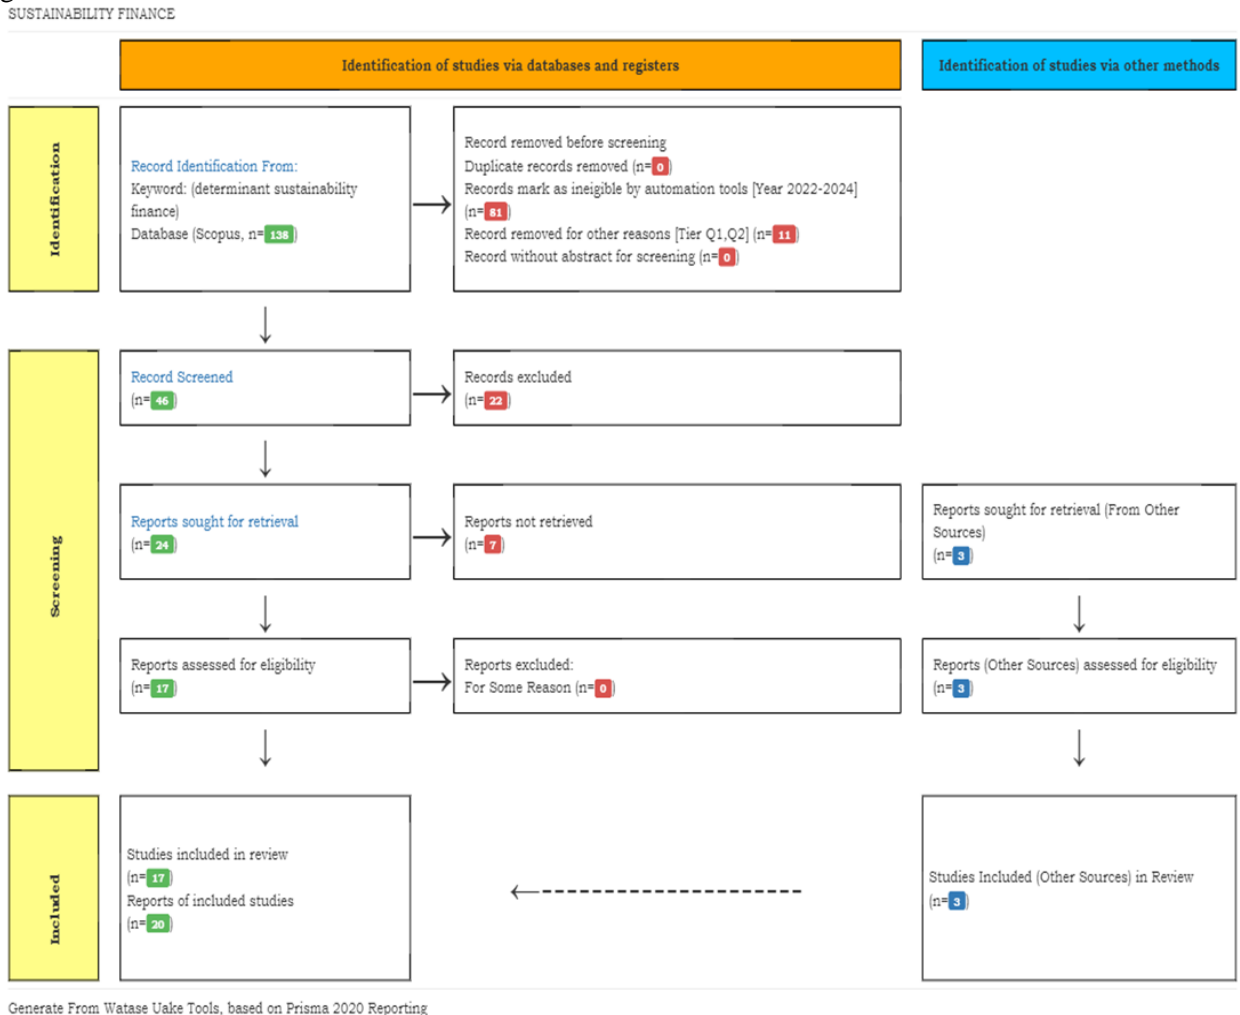 SUSTAINABILITY FINANCE
Identification of studies via databases and registers
Identification of studies via other methods
Identification
Record Identification From:
Keyword: (determinant sustainability
finance)
Database (Scopus, n= 138 )
Record removed before screening
Duplicate records removed (n= 0 )
Records mark as ineigible by automation tools [Year 2022-2024]
(n= 81 )
Record removed for other reasons [Tier Q1,Q2] (n= 11 )
Record without abstract for screening (n= 0 )
Screening
Record Screened
(n= 46 )
Records excluded
(n= 22 )
Reports sought for retrieval
(n= 24 )
Reports not retrieved
(n= 7 )
Reports sought for retrieval (From Other
Sources)
(n= 3 )
Reports assessed for eligibility
(n= 17 )
Reports excluded:
For Some Reason (n= 0 )
Reports (Other Sources) assessed for eligibility
(n= 3 )
Included
Studies included in review
(n= 17 )
Reports of included studies
(n= 20 )
Studies Included (Other Sources) in Review
(n= 3 )
Generate From Watase Uake Tools, based on Prisma 2020 Reporting